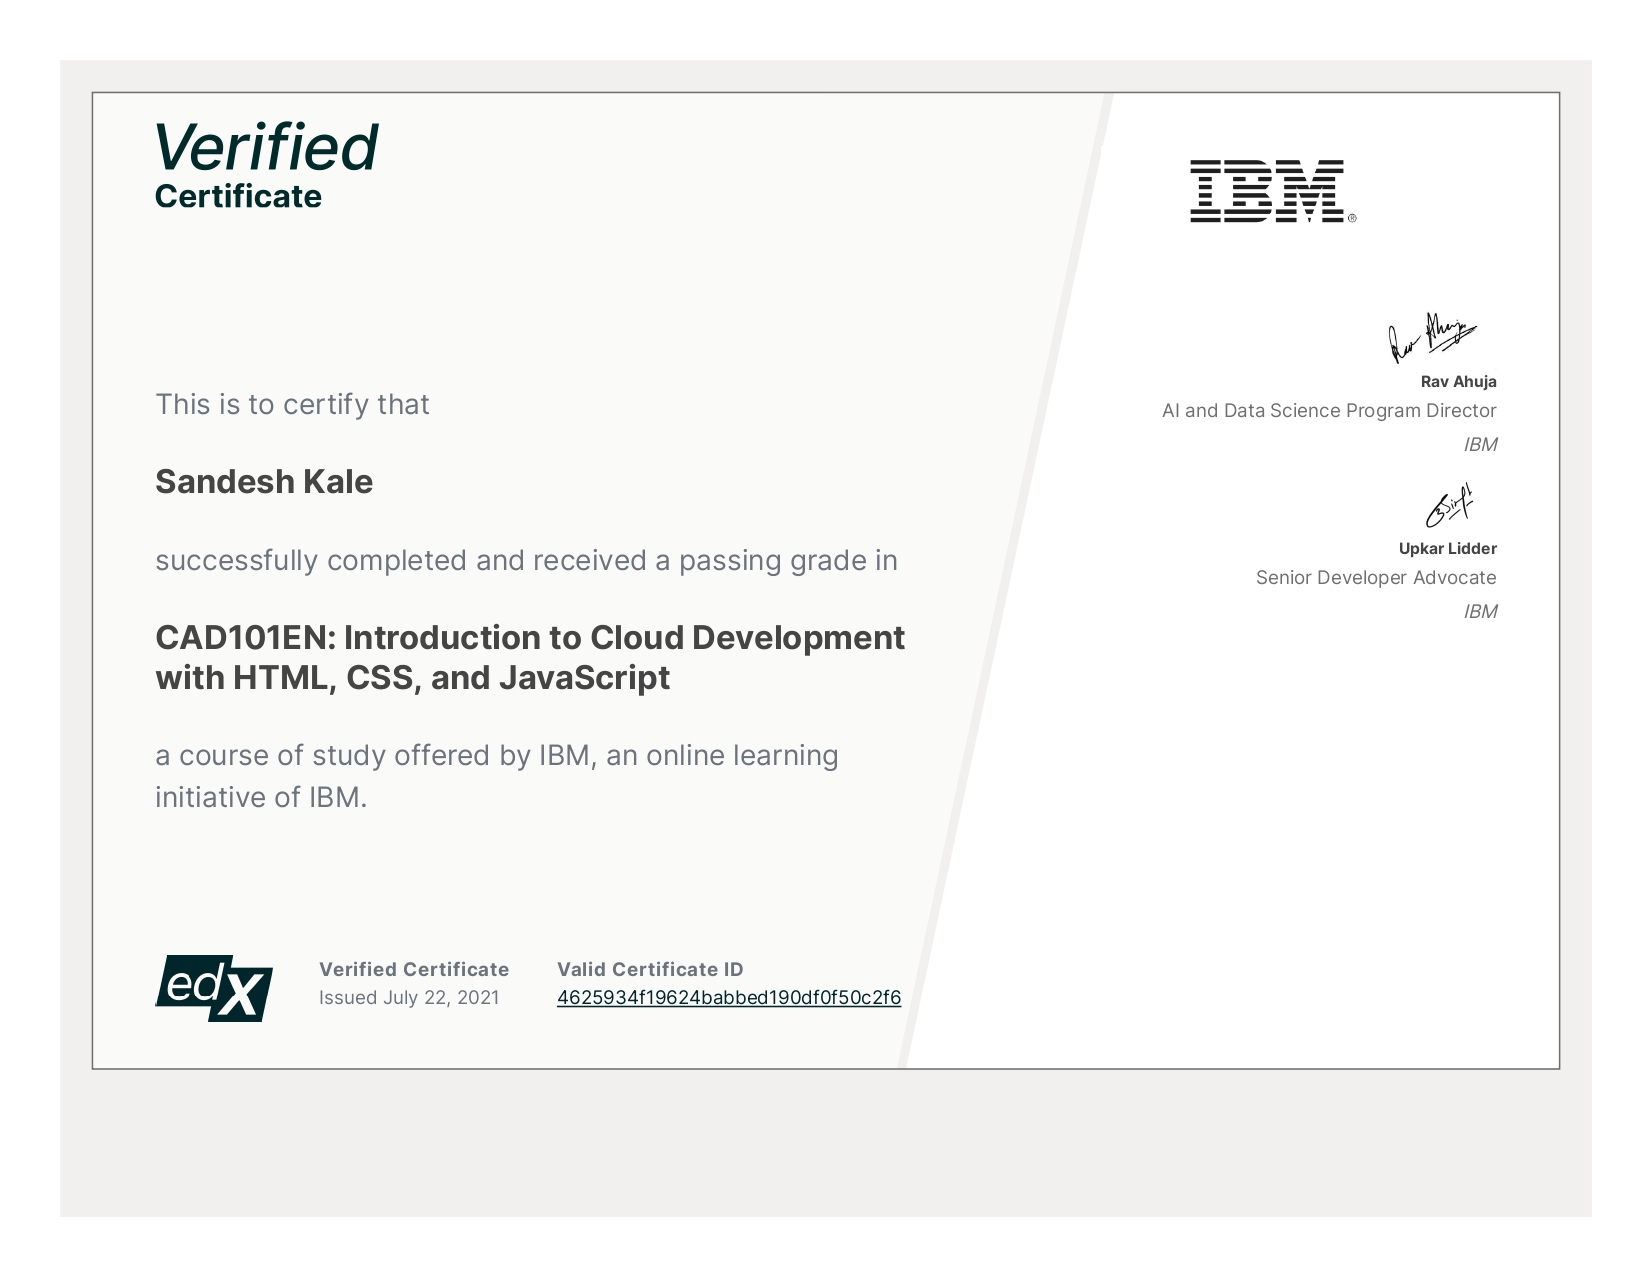 Verified
Certificate
IBM®
This is to certify that
Sandesh Kale
successfully completed and received a passing grade in
CAD101EN: Introduction to Cloud Development
with HTML, CSS, and JavaScript
a course of study offered by IBM, an online learning
initiative of IBM.
Rav Ahuja
Rav Ahuja
AI and Data Science Program Director
IBM
Upkar Lidder
Senior Developer Advocate
IBM
edX
Verified Certificate
Issued July 22, 2021
Valid Certificate ID
4625934f19624babbed190df0f50c2f6